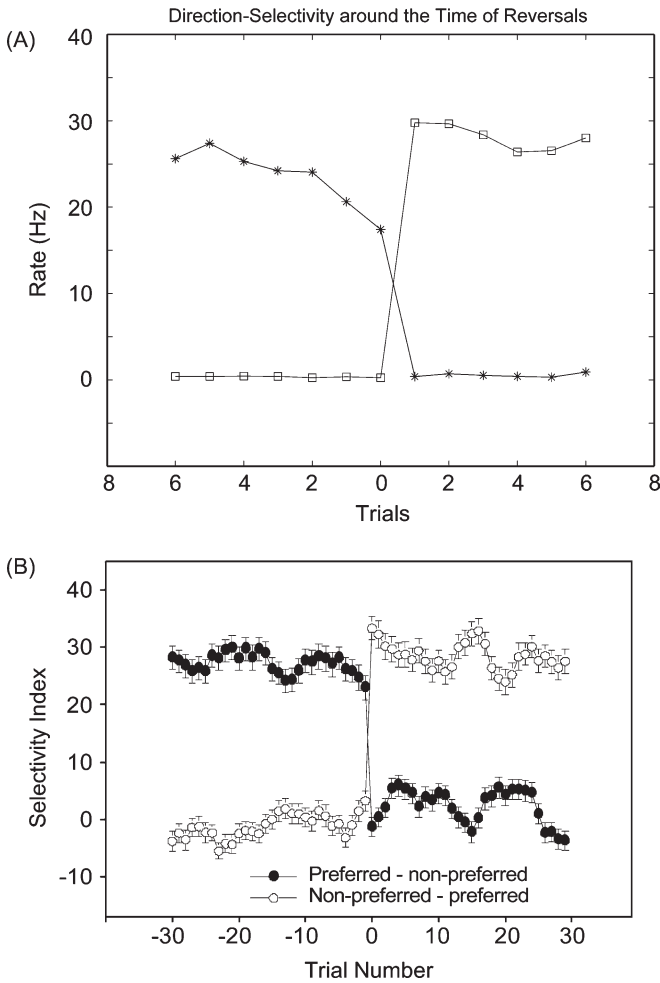 Direction-Selectivity around the Time of Reversals
(A)
40
30
20
10
0
Rate (Hz)
8 6 4 2 0 2 4 6 8
Trials
(B)
40
30
20
10
0
-10
Selectivity Index
Preferred - non-preferred
Non-preferred - preferred
-30 -20 -10 0 10 20 30
Trial Number